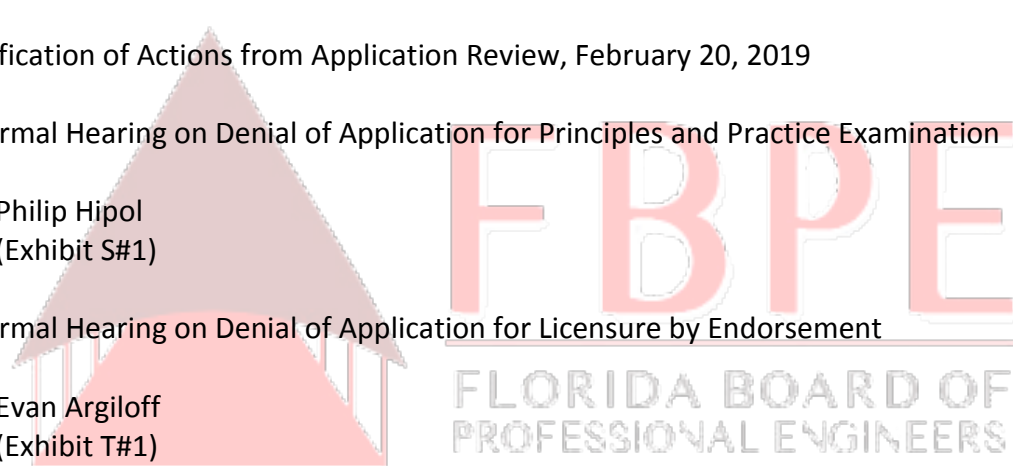 fication of Actions from Application Review, February 20, 2019
rmal Hearing on Denial of Application for Principles and Practice Examination
Philip Hipol
(Exhibit S#1)
rmal Hearing on Denial of Application for Licensure by Endorsement
Evan Argiloff
(Exhibit T#1)
FBPE
FLORIDA BOARD OF
PROFESSIONAL ENGINEERS